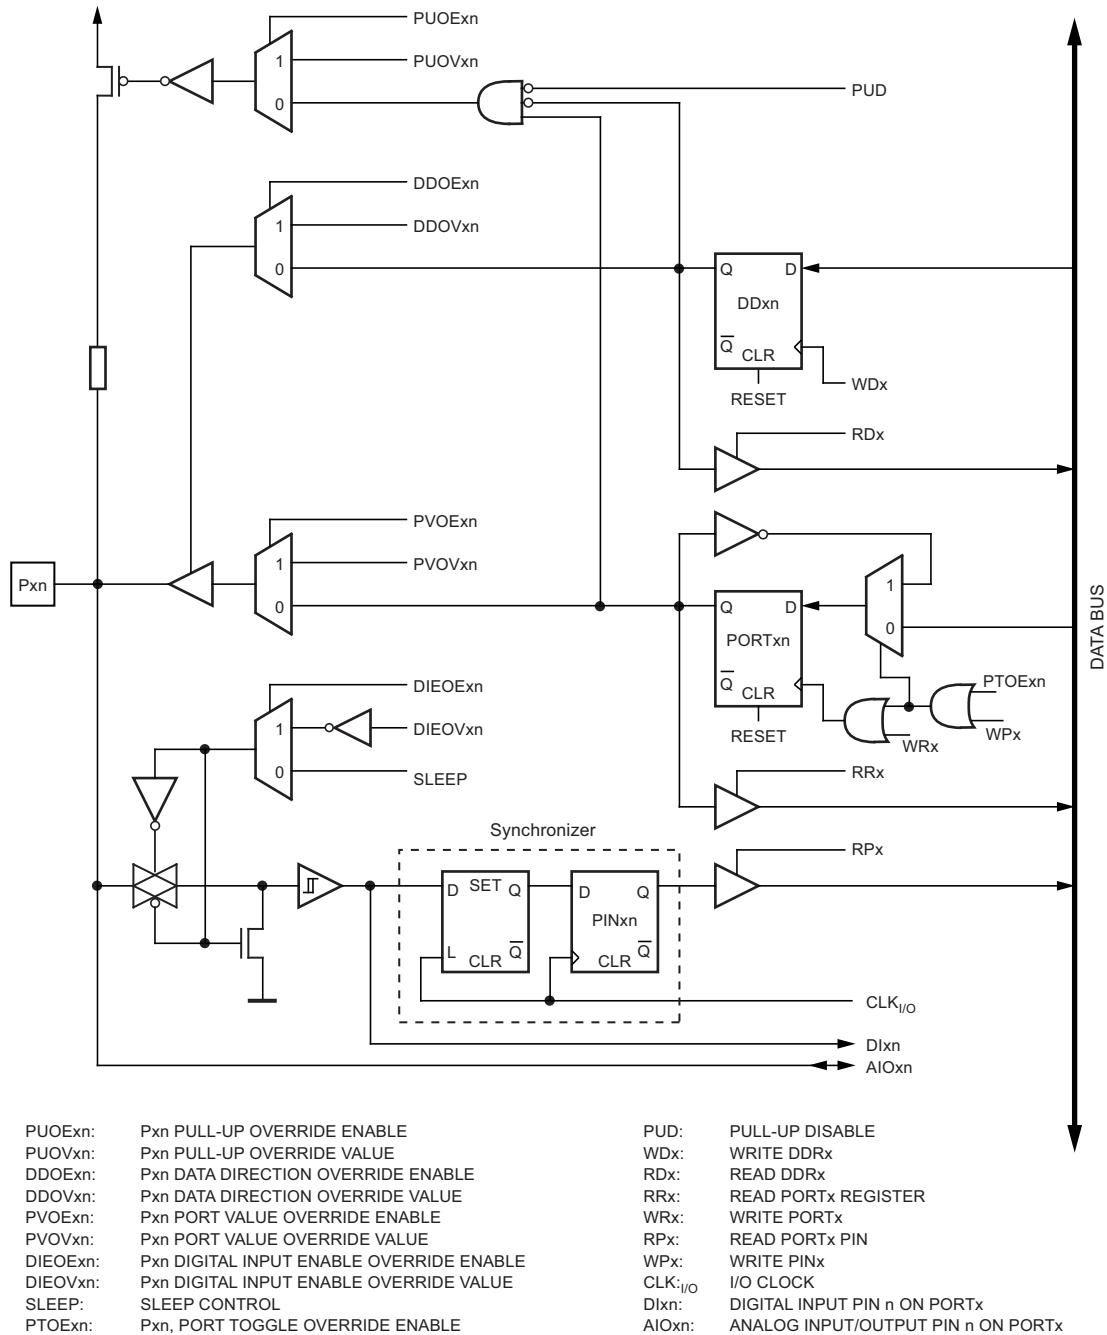 PUOExn
PUOVxn
1
0
PUD
DDOExn
DDOVxn
1
0
Q D
DDxn
Q
CLR
RESET
WDx
RDx
PVOExn
PVOVxn
1
0
Pxn
Q D
PORTxn
Q
CLR
RESET
1
0
PTOExn
WPx
WRx
DATA BUS
DIEOExn
DIEOVxn
1
0
SLEEP
RRx
Synchronizer
RPx
D SET Q
L
CLR Q
D Q
PINxn
CLR Q
CLKI/O
DIxn
AIOxn
PUOExn: Pxn PULL-UP OVERRIDE ENABLE
PUOVxn: Pxn PULL-UP OVERRIDE VALUE
DDOExn: Pxn DATA DIRECTION OVERRIDE ENABLE
DDOVxn: Pxn DATA DIRECTION OVERRIDE VALUE
PVOExn: Pxn PORT VALUE OVERRIDE ENABLE
PVOVxn: Pxn PORT VALUE OVERRIDE VALUE
DIEOExn: Pxn DIGITAL INPUT ENABLE OVERRIDE ENABLE
DIEOVxn: Pxn DIGITAL INPUT ENABLE OVERRIDE VALUE
SLEEP: SLEEP CONTROL
PTOExn: Pxn, PORT TOGGLE OVERRIDE ENABLE
PUD: PULL-UP DISABLE
WDx: WRITE DDRx
RDx: READ DDRx
RRx: READ PORTx REGISTER
WRx: WRITE PORTx
RPx: READ PORTx PIN
WPx: WRITE PINx
CLK:I/O I/O CLOCK
DIxn: DIGITAL INPUT PIN n ON PORTx
AIOxn: ANALOG INPUT/OUTPUT PIN n ON PORTx